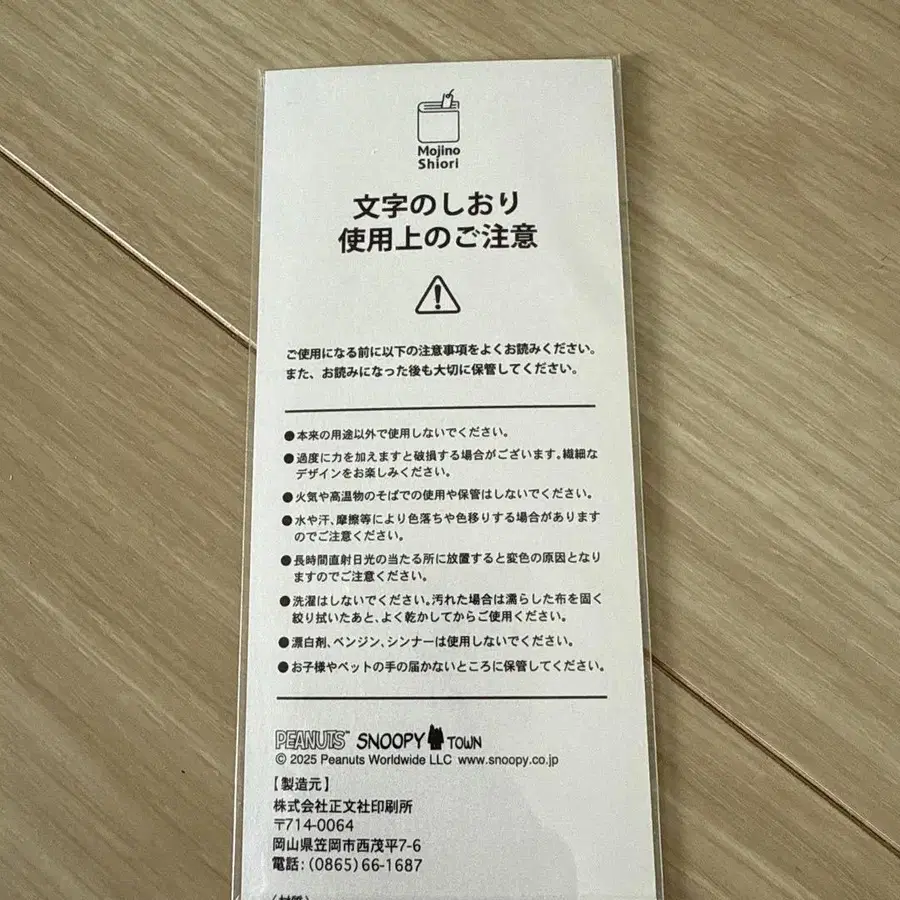 Mojino
Shiori
文字のしおり
使用上のご注意
ご使用になる前に以下の注意事項をよくお読みください。
また、お読みになった後も大切に保管してください。
●本来の用途以外で使用しないでください。
●過度に力を加えますと破損する場合がございます。繊細な
デザインをお楽しみください。
●火気や高温物のそばでの使用や保管はしないでください。
●水や汗、摩擦等により色落ちや色移りする場合があります
のでご注意ください。
●長時間直射日光の当たる所に放置すると変色の原因となり
ますのでご注意ください。
●洗濯はしないでください。汚れた場合は濡らした布を固く
絞り拭いたあと、よく乾かしてからご使用ください。
●漂白剤、ベンジン、シンナーは使用しないでください。
●お子様やペットの手の届かないところに保管してください。
PEANUTS™ SNOOPY TOWN
© 2025 Peanuts Worldwide LLC www.snoopy.co.jp
【製造元】
株式会社正文社印刷所
〒714-0064
岡山県笠岡市西茂平7-6
電話:(0865)66-1687